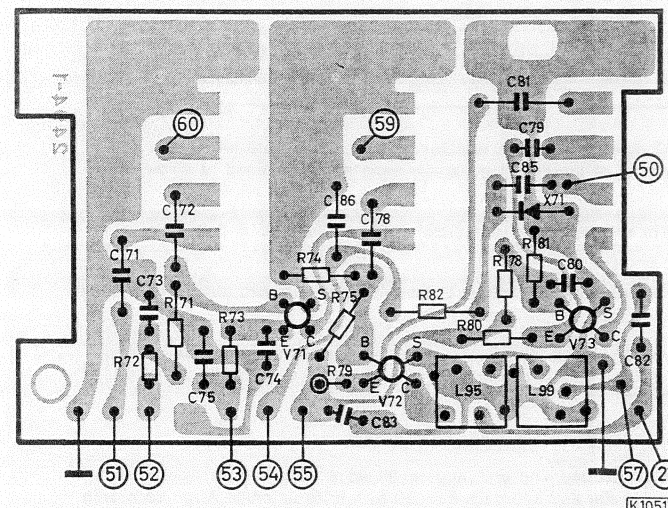 C81
60
59
C79
2404-1
C85
50
X71
C72
C86
C78
R81
C71
R74
R78
C80
C73
R71
R75
R82
B
S
B
S
R73
E
C
R80
E
C
V71
V73
R72
B
S
C82
C75
C74
R79
E
C
L95
L99
V72
C83
51
52
53
54
55
57
2
K1051